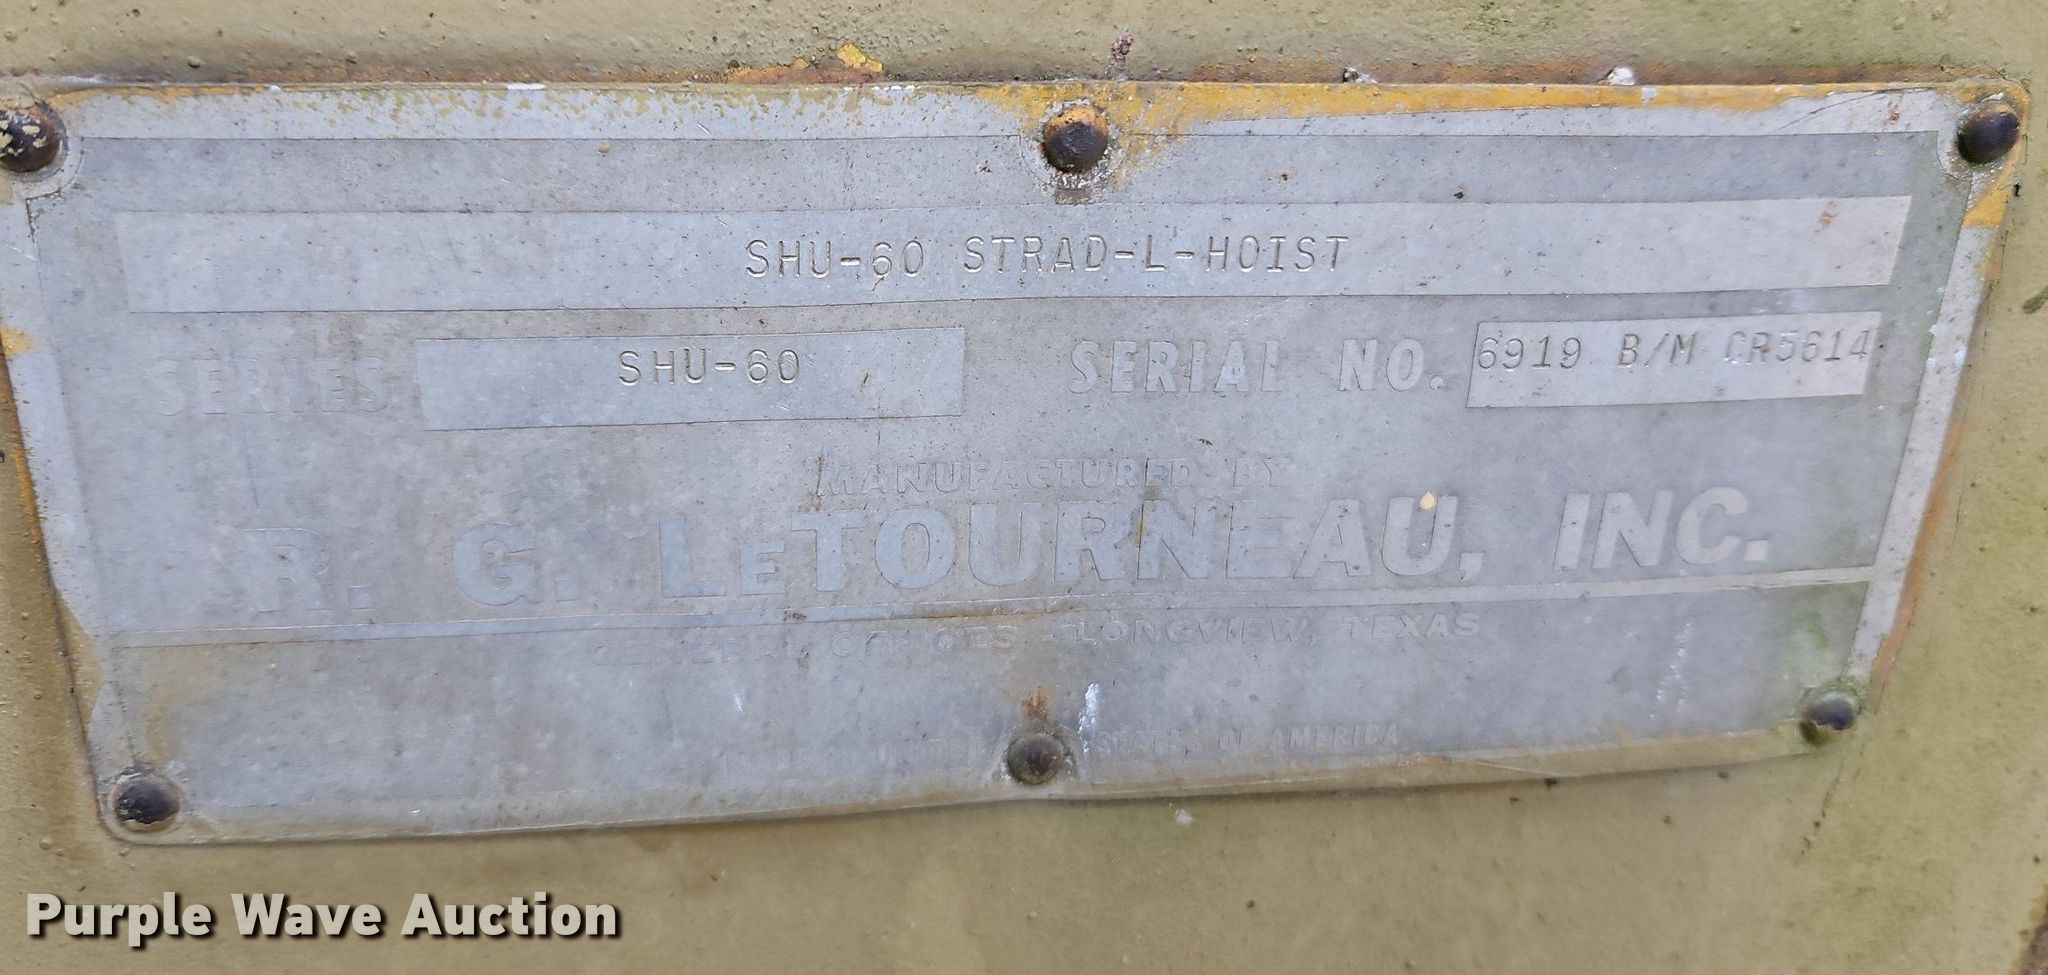 SHU-60 STRAD-L-HOIST
SERIES SHU-60 SERIAL NO. 6919 B/M CR5614
MANUFACTURED BY
R. G. LeTOURNEAU, INC.
GENERAL OFFICES - LONGVIEW, TEXAS
STATES OF AMERICA
Purple Wave Auction